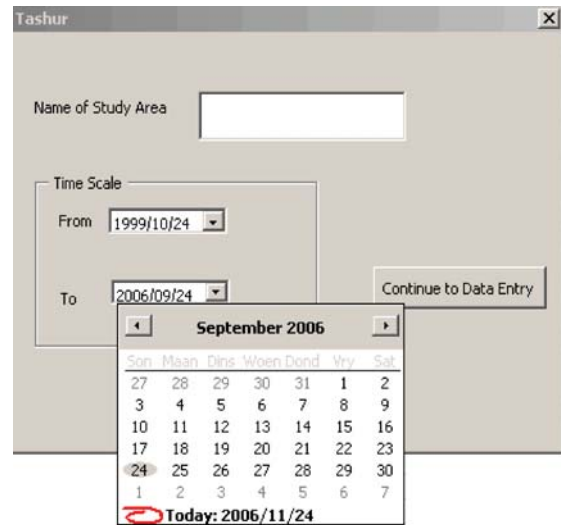 Tashur
Name of Study Area
Time Scale
From 1999/10/24
To 2006/09/24
Continue to Data Entry
September 2006
Son Maan Dins Woen Dond Vry Sat
27 28 29 30 31 1 2
3 4 5 6 7 8 9
10 11 12 13 14 15 16
17 18 19 20 21 22 23
24 25 26 27 28 29 30
1 2 3 4 5 6 7
Today: 2006/11/24